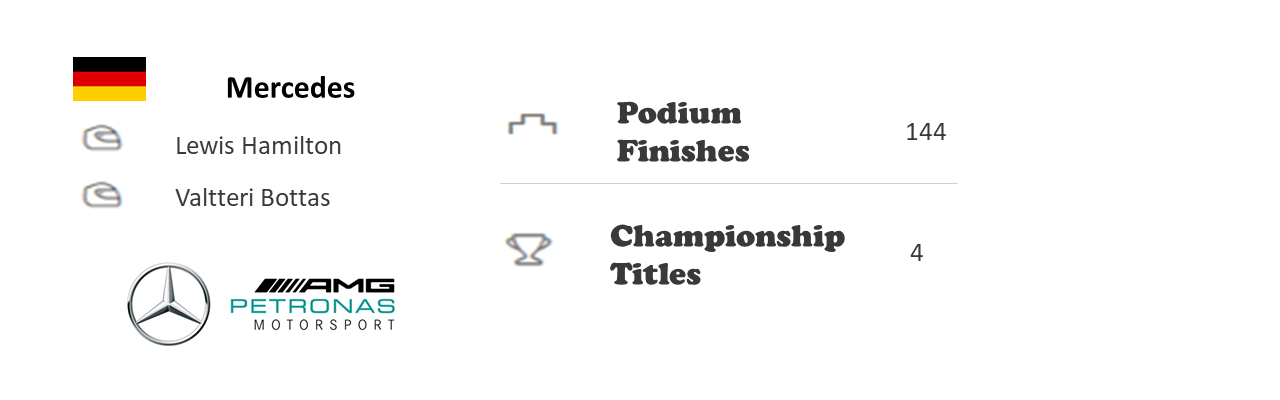 Mercedes
Lewis Hamilton
Valtteri Bottas
AMG
PETRONAS
MOTORSPORT
Podium
Finishes
144
Championship
Titles
4